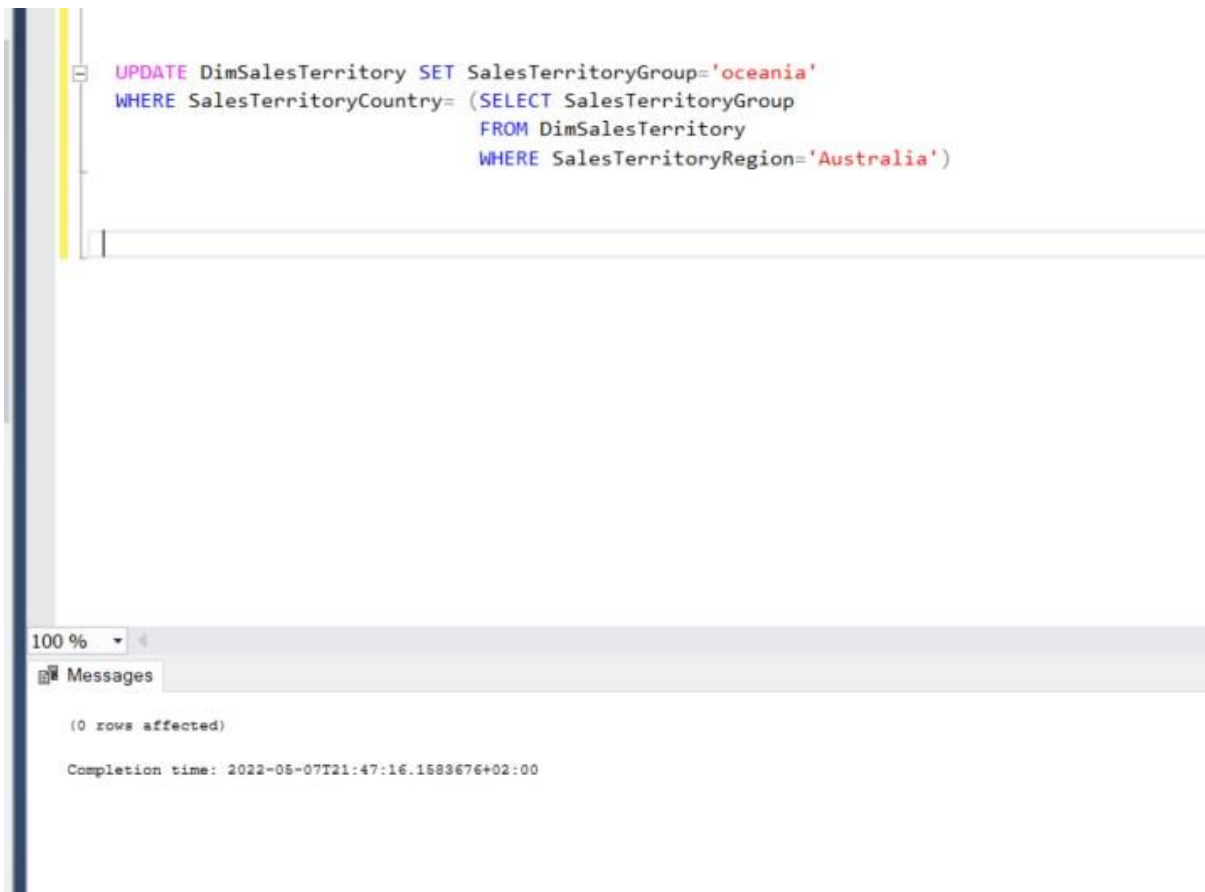 UPDATE DimSalesTerritory SET SalesTerritoryGroup='oceania'
WHERE SalesTerritoryCountry= (SELECT SalesTerritoryGroup
FROM DimSalesTerritory
WHERE SalesTerritoryRegion='Australia')
100 %
Messages
(0 rows affected)
Completion time: 2022-05-07T21:47:16.1583676+02:00